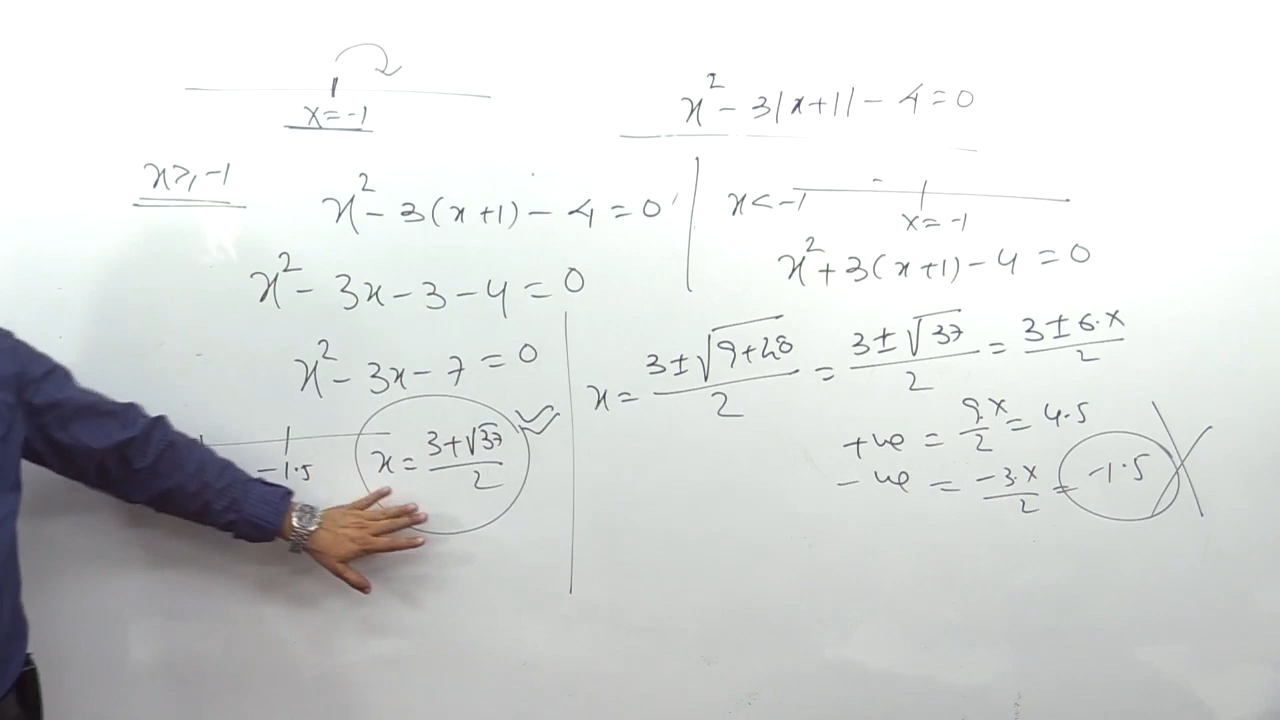 x = -1
x² - 3|x+1| - 4 = 0
x ≥ -1
x² - 3(x+1) - 4 = 0
x² - 3x - 3 - 4 = 0
x² - 3x - 7 = 0
-1.5
x = (3+√37)/2
x < -1
x = -1
x² + 3(x+1) - 4 = 0
x = (3±√(9+28))/2 = (3±√37)/2 = (3±6.x)/2
+ve = 9.x/2 = 4.5
-ve = -3.x/2 = -1.5